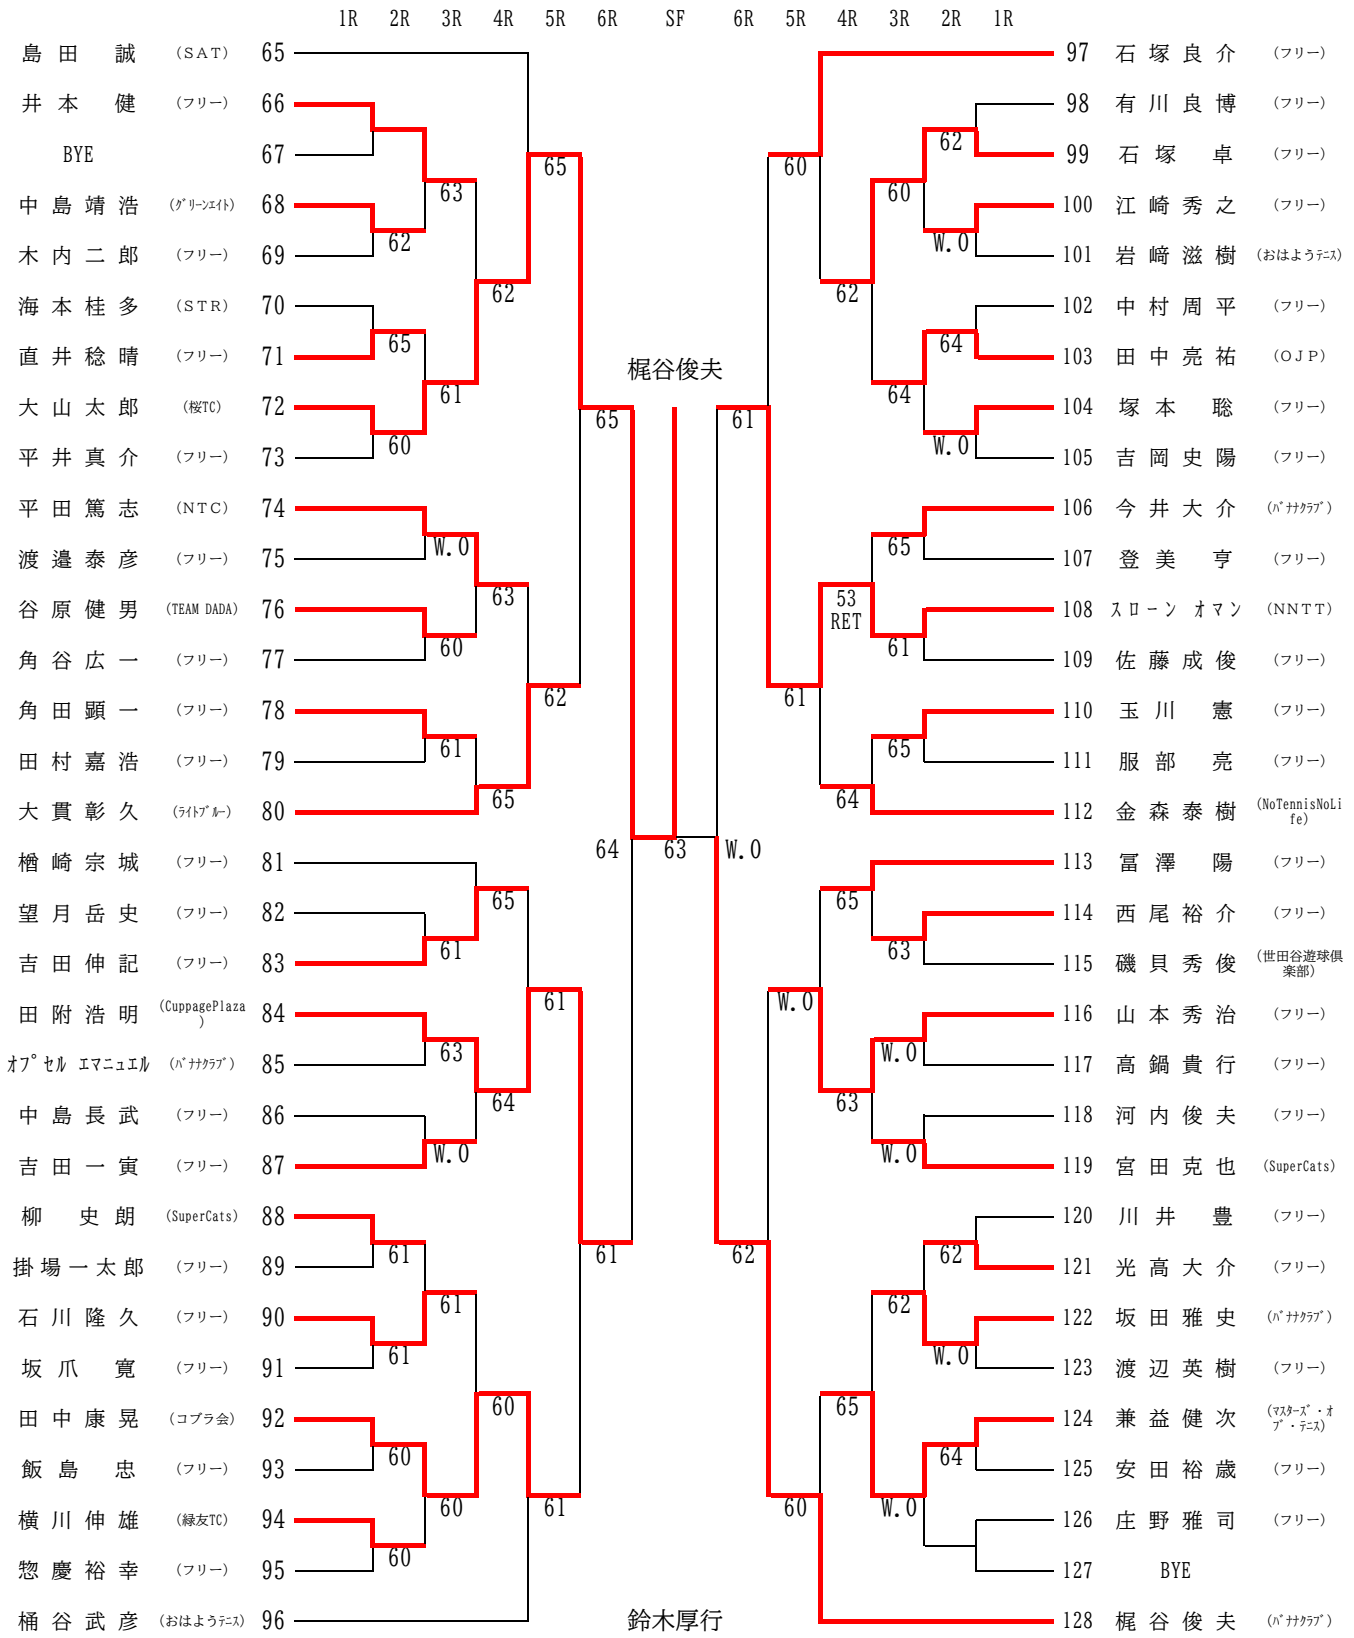 1R 2R 3R 4R 5R 6R SF 6R 5R 4R 3R 2R 1R
島田 誠 (SAT) 65
井本 健 (フリー) 66
BYE 67
中島靖浩 (グリーンエイト) 68
木内二郎 (フリー) 69
海本桂多 (STR) 70
直井稔晴 (フリー) 71
大山太郎 (桜TC) 72
平井真介 (フリー) 73
平田篤志 (NTC) 74
渡邉泰彦 (フリー) 75
谷原健男 (TEAM DADA) 76
角谷広一 (フリー) 77
角田顕一 (フリー) 78
田村嘉浩 (フリー) 79
大貫彰久 (ライトブルー) 80
楢崎宗城 (フリー) 81
望月岳史 (フリー) 82
吉田伸記 (フリー) 83
田附浩明 (CuppagePlaza) 84
オプセル エマニュエル (バナナクラブ) 85
中島長武 (フリー) 86
吉田一寅 (フリー) 87
柳 史朗 (SuperCats) 88
掛場一太郎 (フリー) 89
石川隆久 (フリー) 90
坂爪 寛 (フリー) 91
田中康晃 (コブラ会) 92
飯島 忠 (フリー) 93
横川伸雄 (緑友TC) 94
惣慶裕幸 (フリー) 95
桶谷武彦 (おはようテニス) 96
62
65
60
61
61
60
60
63
61
W.O
60
61
61
63
W.O
61
60
62
63
65
65
64
60
65
62
61
61
65
61
64
梶谷俊夫
63
鈴木厚行
W.O
61
62
60
61
W.O
60
62
53
RET
64
65
63
65
60
64
65
61
65
63
W.O
W.O
62
W.O
62
W.O
64
W.O
62
W.O
64
97 石塚良介 (フリー)
98 有川良博 (フリー)
99 石塚 卓 (フリー)
100 江崎秀之 (フリー)
101 岩﨑滋樹 (おはようテニス)
102 中村周平 (フリー)
103 田中亮祐 (OJP)
104 塚本 聡 (フリー)
105 吉岡史陽 (フリー)
106 今井大介 (バナナクラブ)
107 登美 亨 (フリー)
108 スローン オマン (NNTT)
109 佐藤成俊 (フリー)
110 玉川 憲 (フリー)
111 服部 亮 (フリー)
112 金森泰樹 (NoTennisNoLife)
113 冨澤 陽 (フリー)
114 西尾裕介 (フリー)
115 磯貝秀俊 (世田谷遊球倶楽部)
116 山本秀治 (フリー)
117 高鍋貴行 (フリー)
118 河内俊夫 (フリー)
119 宮田克也 (SuperCats)
120 川井 豊 (フリー)
121 光高大介 (フリー)
122 坂田雅史 (バナナクラブ)
123 渡辺英樹 (フリー)
124 兼益健次 (マスターズ・オブ・テニス)
125 安田裕歳 (フリー)
126 庄野雅司 (フリー)
127 BYE
128 梶谷俊夫 (バナナクラブ)